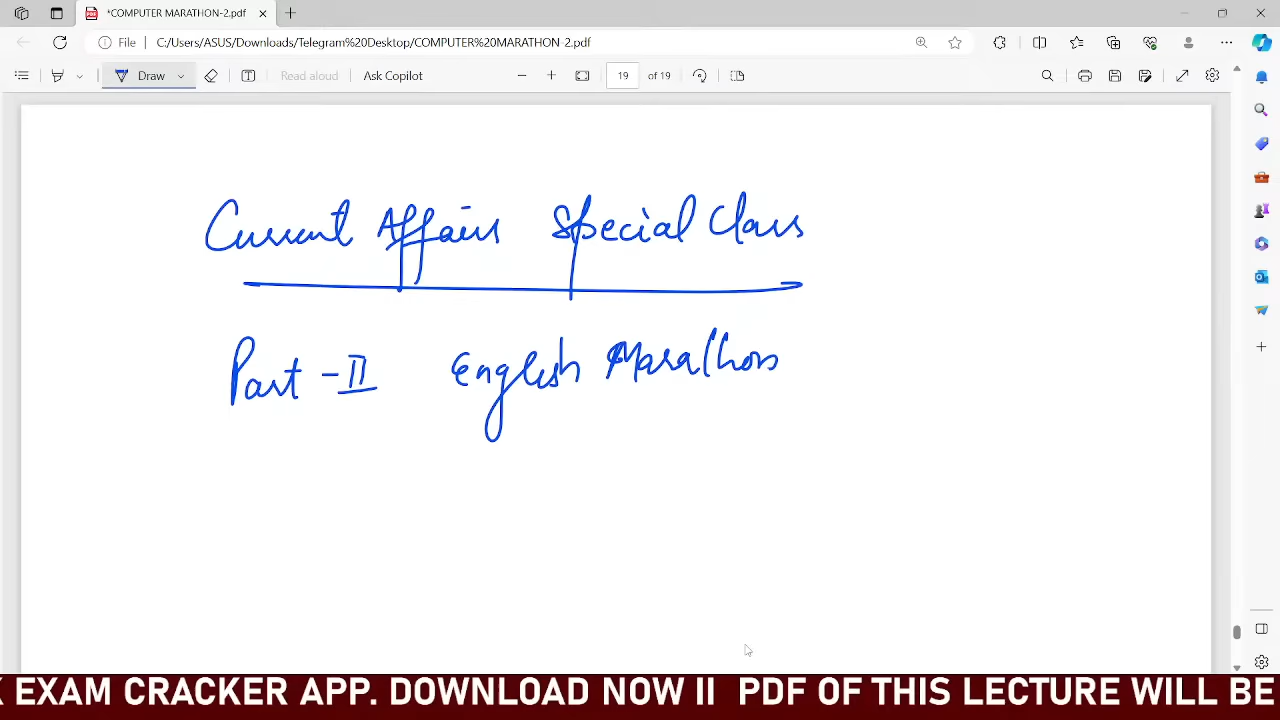 *COMPUTER MARATHON-2.pdf
File C:/Users/ASUS/Downloads/Telegram%20Desktop/COMPUTER%20MARATHON-2.pdf
Draw Read aloud Ask Copilot 19 of 19
Current Affairs Special Class
Part - II English Marathon
EXAM CRACKER APP. DOWNLOAD NOW II PDF OF THIS LECTURE WILL BE